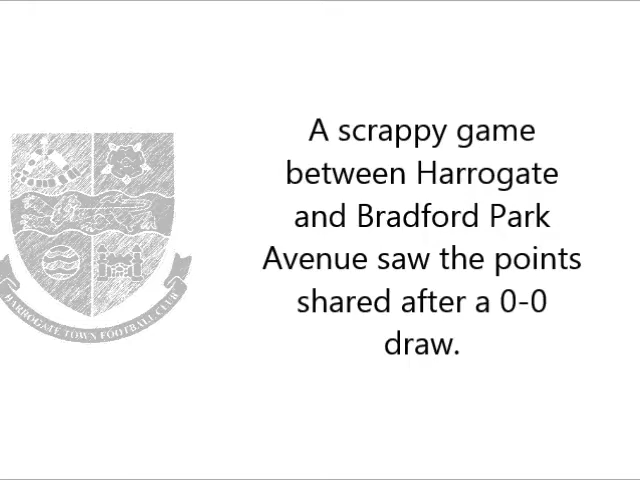 A scrappy game
between Harrogate
and Bradford Park
Avenue saw the points
shared after a 0-0
draw.
HARROGATE TOWN FOOTBALL CLUB